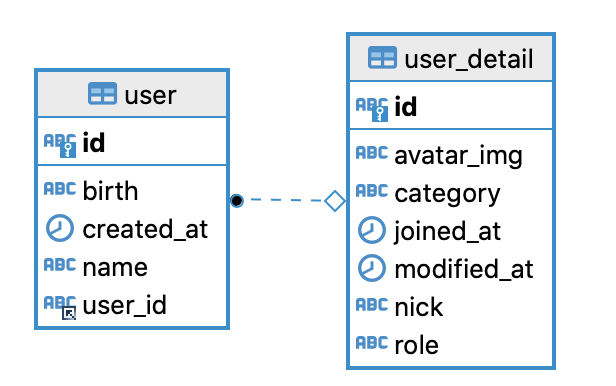 user
ABC id
ABC birth
created_at
ABC name
ABC user_id
user_detail
ABC id
ABC avatar_img
ABC category
joined_at
modified_at
ABC nick
ABC role